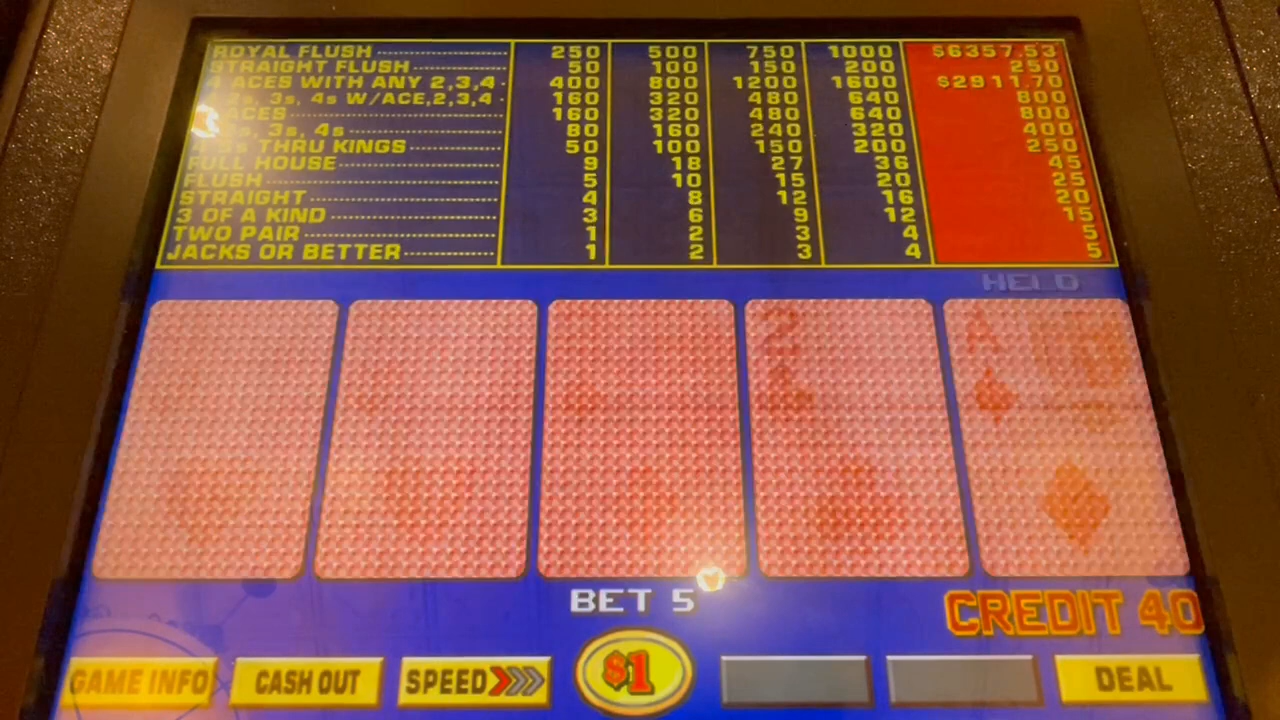 ROYAL FLUSH 250 500 750 1000 $6357.53
STRAIGHT FLUSH 50 100 150 200 250
4 ACES WITH ANY 2,3,4 400 800 1200 1600 $2911.70
2s, 3s, 4s W/ACE,2,3,4 160 320 480 640 800
ACES 160 320 480 640 800
2s, 3s, 4s 80 160 240 320 400
THRU KINGS 50 100 150 200 250
FULL HOUSE 9 18 27 36 45
FLUSH 5 10 15 20 25
STRAIGHT 4 8 12 16 20
3 OF A KIND 3 6 9 12 15
TWO PAIR 1 2 3 4 5
JACKS OR BETTER 1 2 3 4 5
HELD
2 A
BET 5 CREDIT 40
GAME INFO CASH OUT SPEED $1 DEAL